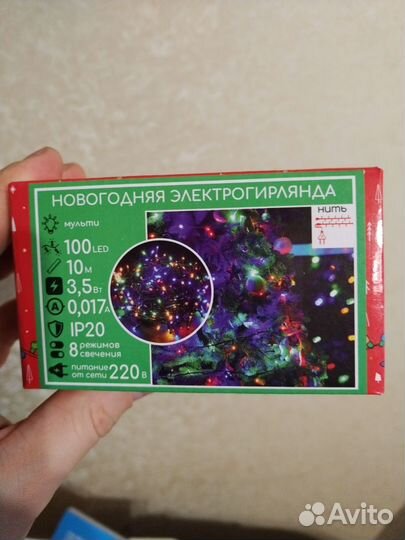 НОВОГОДНЯЯ ЭЛЕКТРОГИРЛЯНДА
мульти
100 LED
10 м
3,5 Вт
0,017А
IP20
8 режимов свечения
питание от сети 220 В
нить
Avito